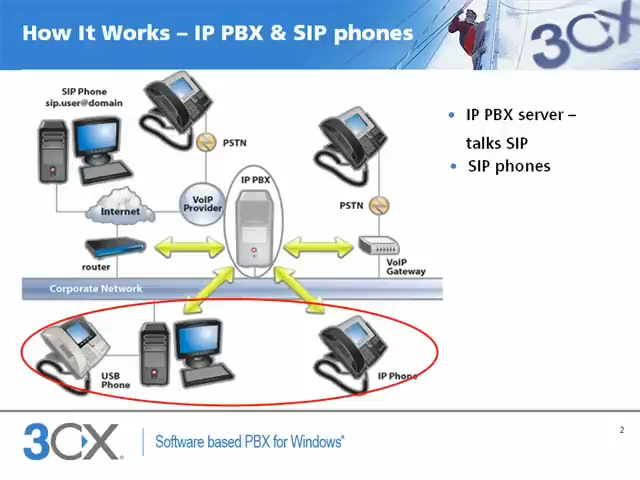 How It Works – IP PBX & SIP phones
3CX
SIP Phone
sip.user@domain
PSTN
IP PBX
VoIP
Provider
Internet
PSTN
router
VoIP
Gateway
Corporate Network
USB
Phone
IP Phone
• IP PBX server –
talks SIP
• SIP phones
3CX®
Software based PBX for Windows®
2